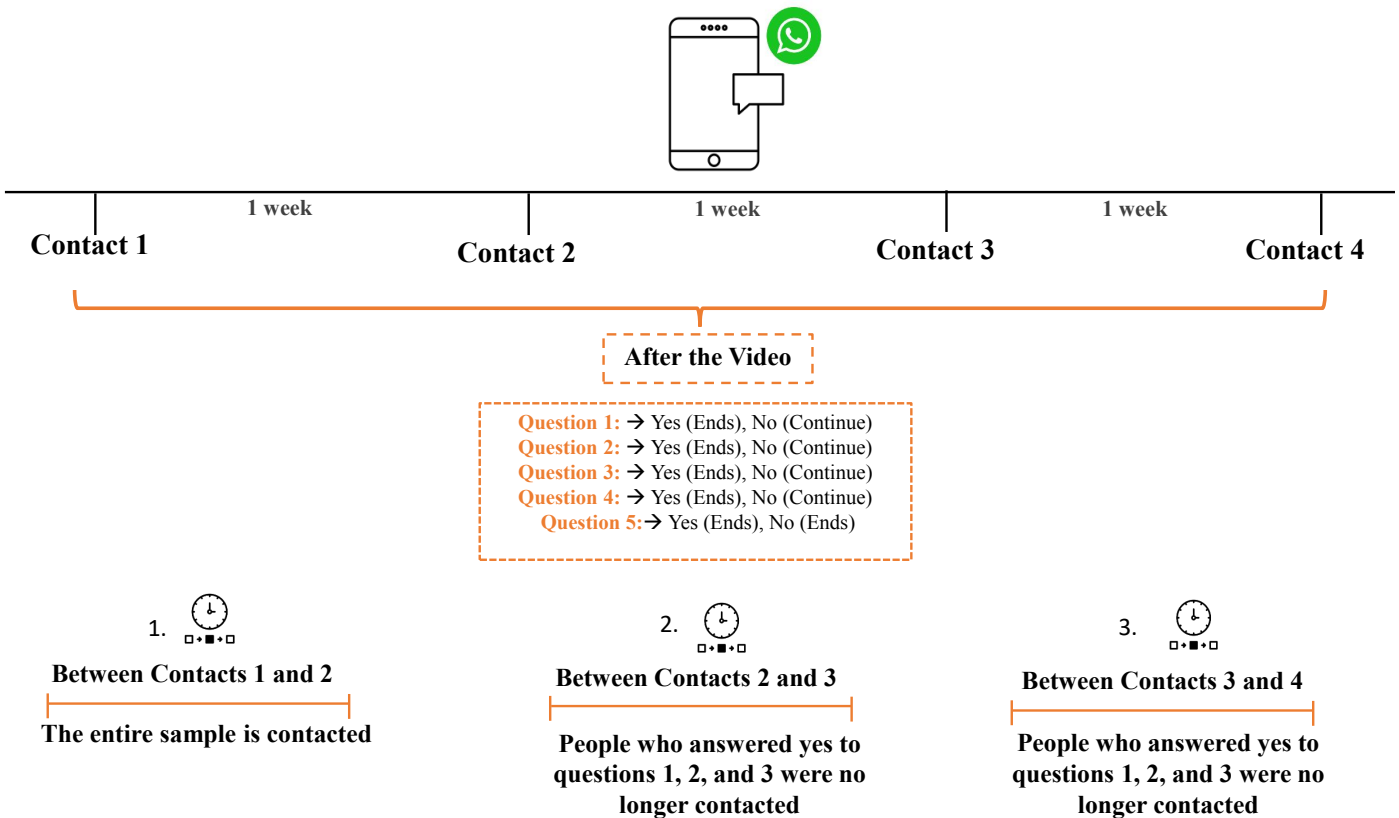 1 week
1 week
1 week
Contact 1
Contact 2
Contact 3
Contact 4
After the Video
Question 1: → Yes (Ends), No (Continue)
Question 2: → Yes (Ends), No (Continue)
Question 3: → Yes (Ends), No (Continue)
Question 4: → Yes (Ends), No (Continue)
Question 5:→ Yes (Ends), No (Ends)
1.
Between Contacts 1 and 2
The entire sample is contacted
2.
Between Contacts 2 and 3
People who answered yes to
questions 1, 2, and 3 were no
longer contacted
3.
Between Contacts 3 and 4
People who answered yes to
questions 1, 2, and 3 were no
longer contacted